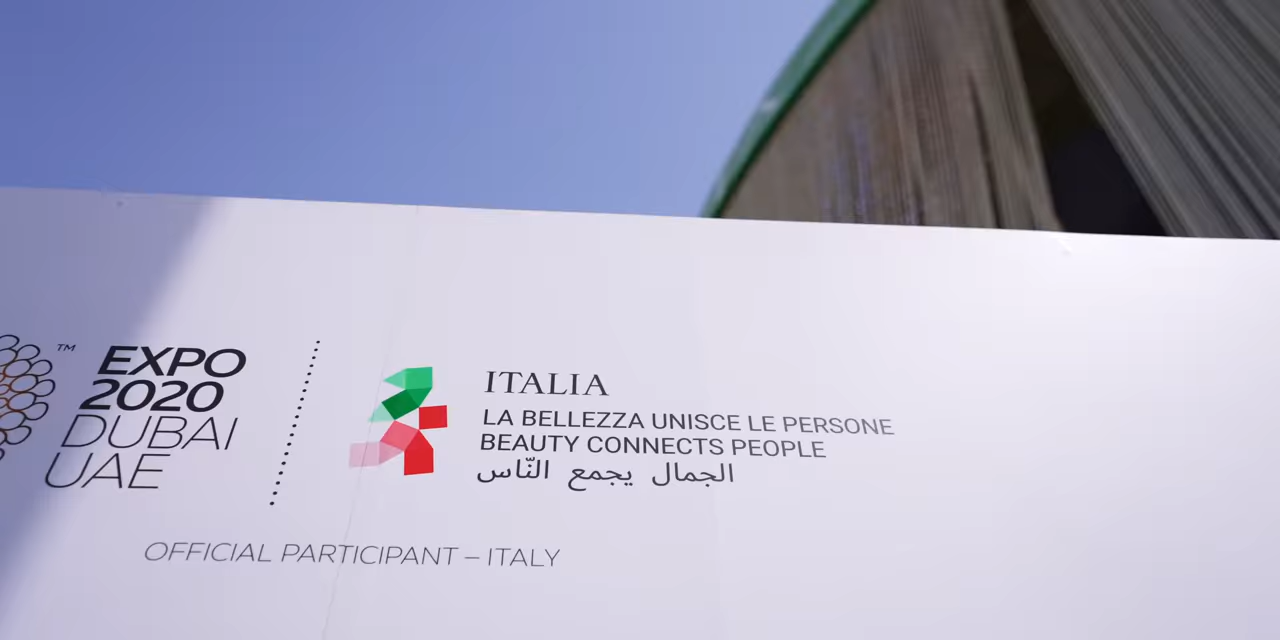 EXPO
2020
DUBAI
UAE
TM
ITALIA
LA BELLEZZA UNISCE LE PERSONE
BEAUTY CONNECTS PEOPLE
الجمال يجمع النّاس
OFFICIAL PARTICIPANT – ITALY